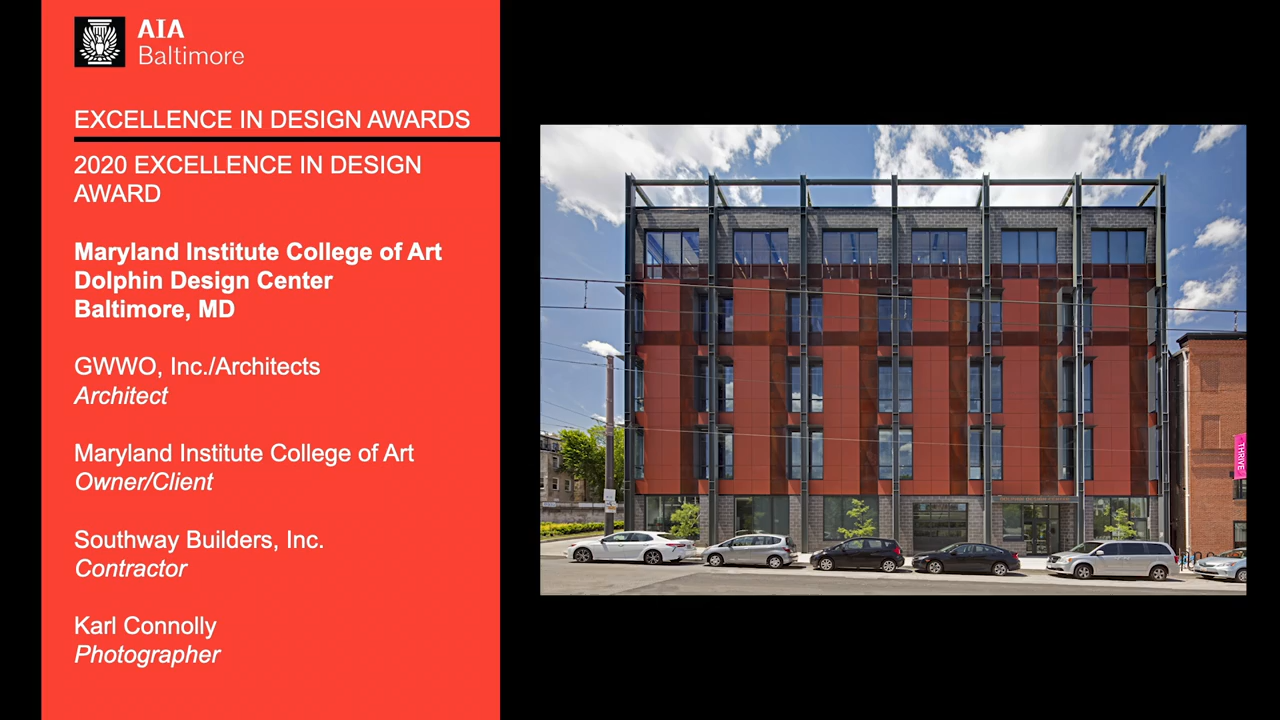 AIA
Baltimore
EXCELLENCE IN DESIGN AWARDS
2020 EXCELLENCE IN DESIGN
AWARD
Maryland Institute College of Art
Dolphin Design Center
Baltimore, MD
GWWO, Inc./Architects
Architect
Maryland Institute College of Art
Owner/Client
Southway Builders, Inc.
Contractor
Karl Connolly
Photographer
THRIVE